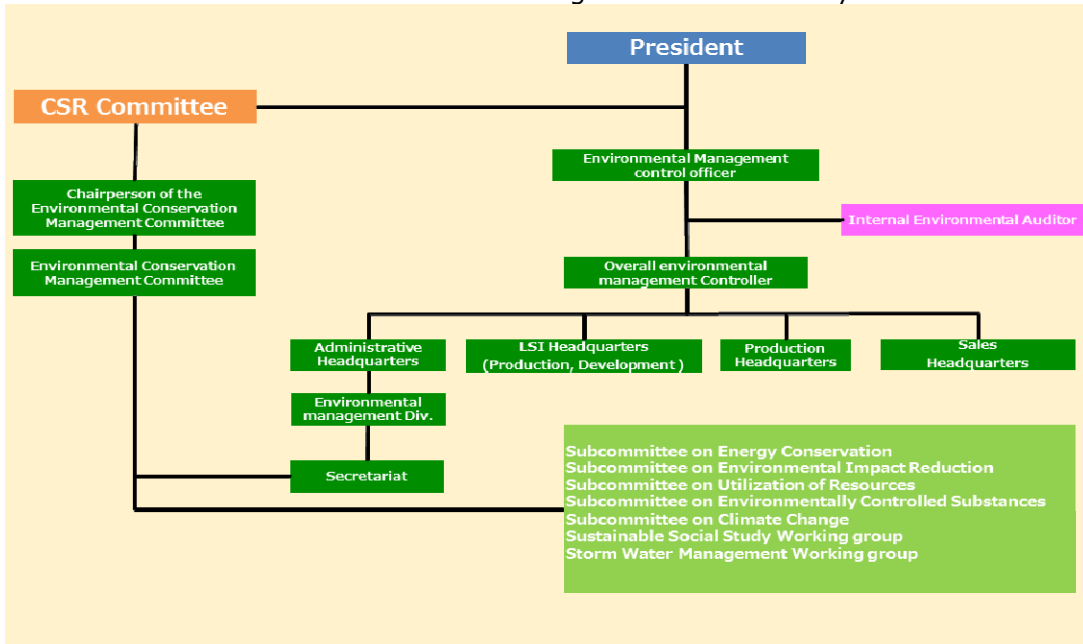 President
CSR Committee
Environmental Management
control officer
Chairperson of the
Environmental Conservation
Management Committee
Internal Environmental Auditor
Environmental Conservation
Management Committee
Overall environmental
management Controller
Administrative
Headquarters
LSI Headquarters
(Production, Development )
Production
Headquarters
Sales
Headquarters
Environmental
management Div.
Secretariat
Subcommittee on Energy Conservation
Subcommittee on Environmental Impact Reduction
Subcommittee on Utilization of Resources
Subcommittee on Environmentally Controlled Substances
Subcommittee on Climate Change
Sustainable Social Study Working group
Storm Water Management Working group